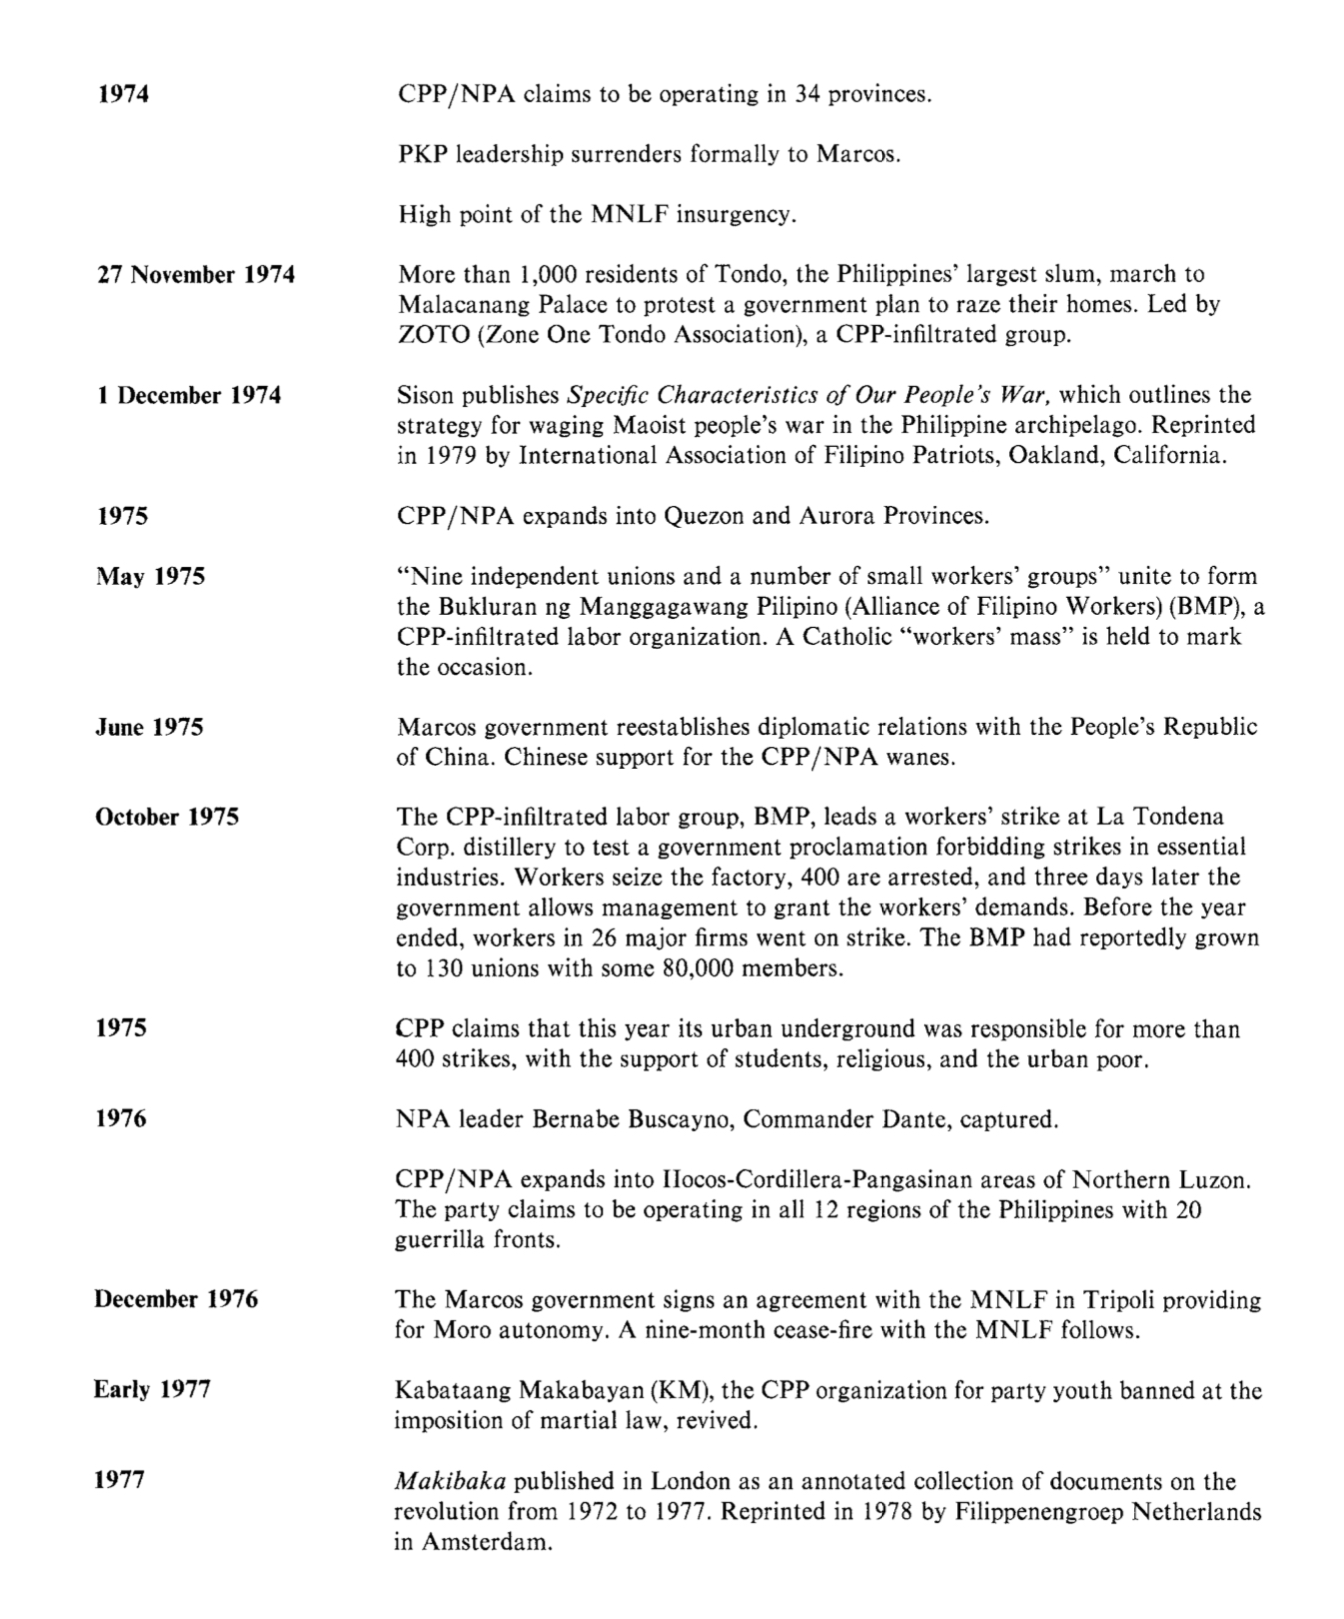 1974 CPP/NPA claims to be operating in 34 provinces.
PKP leadership surrenders formally to Marcos.
High point of the MNLF insurgency.
27 November 1974 More than 1,000 residents of Tondo, the Philippines’ largest slum, march to
Malacanang Palace to protest a government plan to raze their homes. Led by
ZOTO (Zone One Tondo Association), a CPP-infiltrated group.
1 December 1974 Sison publishes Specific Characteristics of Our People’s War, which outlines the
strategy for waging Maoist people’s war in the Philippine archipelago. Reprinted
in 1979 by International Association of Filipino Patriots, Oakland, California.
1975 CPP/NPA expands into Quezon and Aurora Provinces.
May 1975 “Nine independent unions and a number of small workers’ groups” unite to form
the Bukluran ng Manggagawang Pilipino (Alliance of Filipino Workers) (BMP), a
CPP-infiltrated labor organization. A Catholic “workers’ mass” is held to mark
the occasion.
June 1975 Marcos government reestablishes diplomatic relations with the People’s Republic
of China. Chinese support for the CPP/NPA wanes.
October 1975 The CPP-infiltrated labor group, BMP, leads a workers’ strike at La Tondena
Corp. distillery to test a government proclamation forbidding strikes in essential
industries. Workers seize the factory, 400 are arrested, and three days later the
government allows management to grant the workers’ demands. Before the year
ended, workers in 26 major firms went on strike. The BMP had reportedly grown
to 130 unions with some 80,000 members.
1975 CPP claims that this year its urban underground was responsible for more than
400 strikes, with the support of students, religious, and the urban poor.
1976 NPA leader Bernabe Buscayno, Commander Dante, captured.
CPP/NPA expands into Ilocos-Cordillera-Pangasinan areas of Northern Luzon.
The party claims to be operating in all 12 regions of the Philippines with 20
guerrilla fronts.
December 1976 The Marcos government signs an agreement with the MNLF in Tripoli providing
for Moro autonomy. A nine-month cease-fire with the MNLF follows.
Early 1977 Kabataang Makabayan (KM), the CPP organization for party youth banned at the
imposition of martial law, revived.
1977 Makibaka published in London as an annotated collection of documents on the
revolution from 1972 to 1977. Reprinted in 1978 by Filippenengroep Netherlands
in Amsterdam.